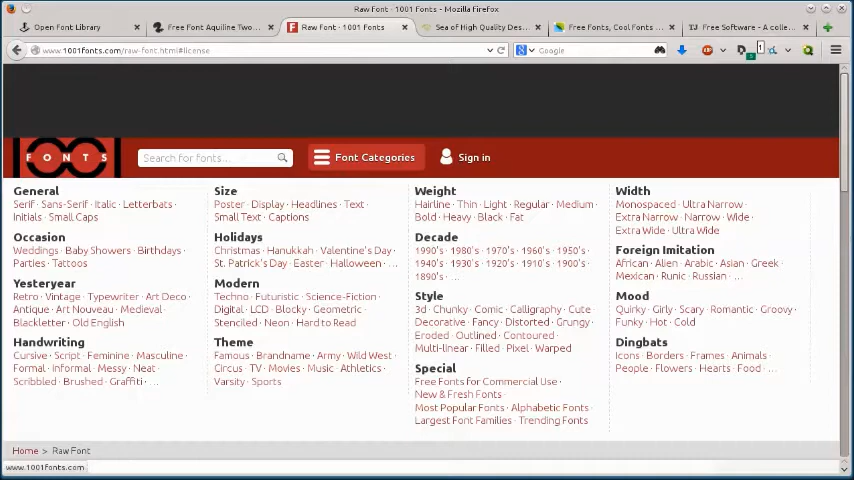 Raw Font · 1001 Fonts - Mozilla Firefox
Open Font Library
Free Font Aquiline Two...
Raw Font · 1001 Fonts
Sea of High Quality Des...
Free Fonts, Cool Fonts ...
TJ Free Software - A colle...
www.1001fonts.com/raw-font.html#license
Google
1
FONTS
Search for fonts...
Font Categories
Sign in
General
Serif · Sans-Serif · Italic · Letterbats ·
Initials · Small Caps
Occasion
Weddings · Baby Showers · Birthdays ·
Parties · Tattoos
Yesteryear
Retro · Vintage · Typewriter · Art Deco ·
Antique · Art Nouveau · Medieval ·
Blackletter · Old English
Handwriting
Cursive · Script · Feminine · Masculine ·
Formal · Informal · Messy · Neat ·
Scribbled · Brushed · Graffiti · ...
Size
Poster · Display · Headlines · Text ·
Small Text · Captions
Holidays
Christmas · Hanukkah · Valentine's Day ·
St. Patrick's Day · Easter · Halloween · ...
Modern
Techno · Futuristic · Science-Fiction ·
Digital · LCD · Blocky · Geometric ·
Stenciled · Neon · Hard to Read
Theme
Famous · Brandname · Army · Wild West ·
Circus · TV · Movies · Music · Athletics ·
Varsity · Sports
Weight
Hairline · Thin · Light · Regular · Medium ·
Bold · Heavy · Black · Fat
Decade
1990's · 1980's · 1970's · 1960's · 1950's ·
1940's · 1930's · 1920's · 1910's · 1900's ·
1890's · ...
Style
3d · Chunky · Comic · Calligraphy · Cute ·
Decorative · Fancy · Distorted · Grungy ·
Eroded · Outlined · Contoured ·
Multi-linear · Filled · Pixel · Warped
Special
Free Fonts for Commercial Use ·
New & Fresh Fonts ·
Most Popular Fonts · Alphabetic Fonts ·
Largest Font Families · Trending Fonts
Width
Monospaced · Ultra Narrow ·
Extra Narrow · Narrow · Wide ·
Extra Wide · Ultra Wide
Foreign Imitation
African · Alien · Arabic · Asian · Greek ·
Mexican · Runic · Russian · ...
Mood
Quirky · Girly · Scary · Romantic · Groovy ·
Funky · Hot · Cold
Dingbats
Icons · Borders · Frames · Animals ·
People · Flowers · Hearts · Food · ...
Home > Raw Font
www.1001fonts.com